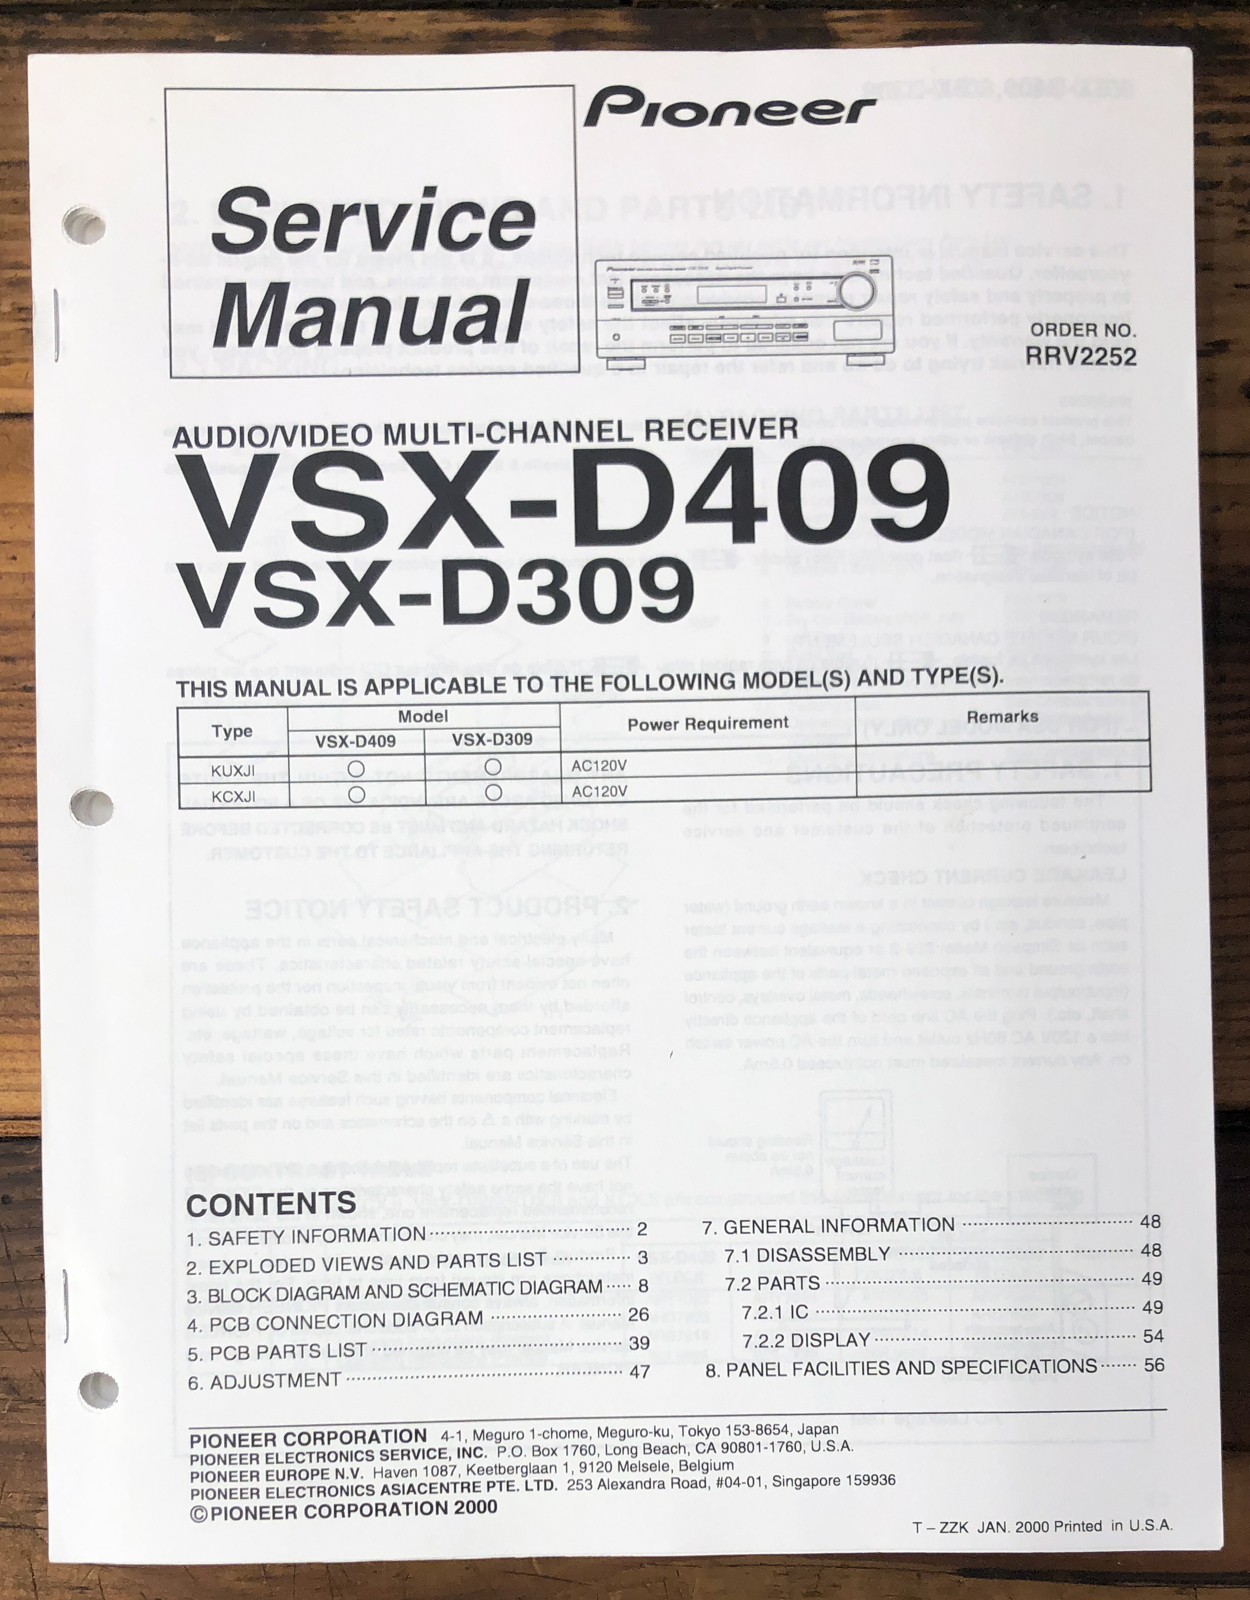 Pioneer
Service
Manual
ORDER NO.
RRV2252
AUDIO/VIDEO MULTI-CHANNEL RECEIVER
VSX-D409
VSX-D309
THIS MANUAL IS APPLICABLE TO THE FOLLOWING MODEL(S) AND TYPE(S).
Type Model Power Requirement Remarks
VSX-D409 VSX-D309
KUXJI ○ ○ AC120V
KCXJI ○ ○ AC120V
CONTENTS
1. SAFETY INFORMATION 2
2. EXPLODED VIEWS AND PARTS LIST 3
3. BLOCK DIAGRAM AND SCHEMATIC DIAGRAM 8
4. PCB CONNECTION DIAGRAM 26
5. PCB PARTS LIST 39
6. ADJUSTMENT 47
7. GENERAL INFORMATION 48
7.1 DISASSEMBLY 48
7.2 PARTS 49
7.2.1 IC 49
7.2.2 DISPLAY 54
8. PANEL FACILITIES AND SPECIFICATIONS 56
PIONEER CORPORATION 4-1, Meguro 1-chome, Meguro-ku, Tokyo 153-8654, Japan
PIONEER ELECTRONICS SERVICE, INC. P.O. Box 1760, Long Beach, CA 90801-1760, U.S.A.
PIONEER EUROPE N.V. Haven 1087, Keetberglaan 1, 9120 Melsele, Belgium
PIONEER ELECTRONICS ASIACENTRE PTE. LTD. 253 Alexandra Road, #04-01, Singapore 159936
©PIONEER CORPORATION 2000
T – ZZK JAN. 2000 Printed in U.S.A.